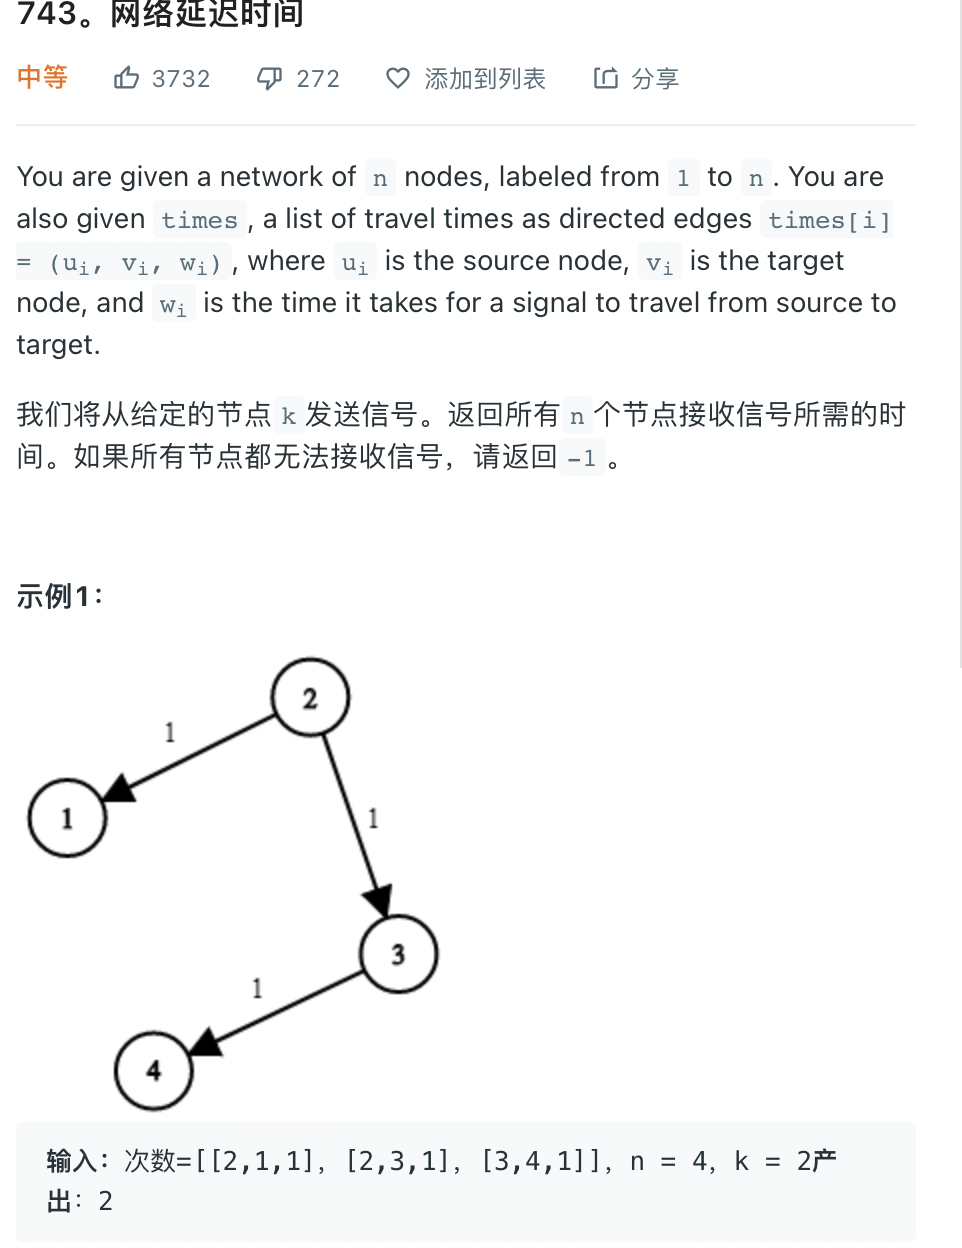 743。网络延迟时间
中等 3732 272 添加到列表 分享
You are given a network of n nodes, labeled from 1 to n. You are
also given times, a list of travel times as directed edges times[i]
= (ui, vi, wi), where ui is the source node, vi is the target
node, and wi is the time it takes for a signal to travel from source to
target.
我们将从给定的节点 k 发送信号。返回所有 n 个节点接收信号所需的时
间。如果所有节点都无法接收信号，请返回 -1 。
示例1：
2
1
1
1
3
1
4
输入：次数=[[2,1,1], [2,3,1], [3,4,1]], n = 4, k = 2产
出：2